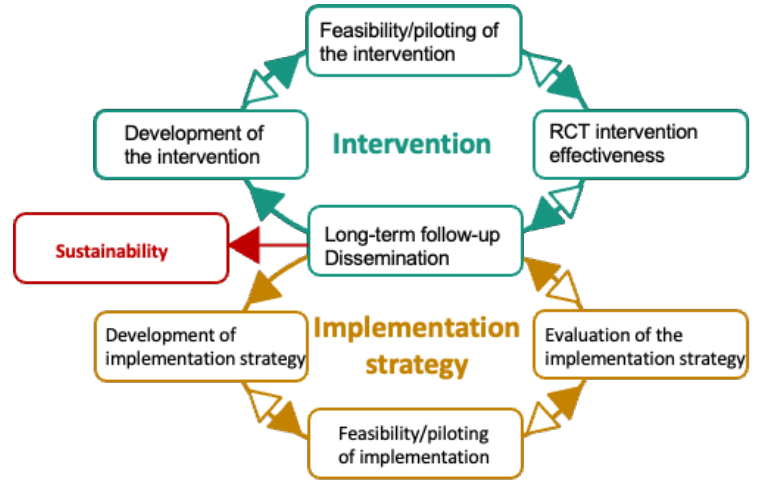 Feasibility/piloting of
the intervention
Development of
the intervention
Intervention
RCT intervention
effectiveness
Long-term follow-up
Dissemination
Sustainability
Development of
implementation strategy
Implementation
strategy
Evaluation of the
implementation strategy
Feasibility/piloting
of implementation